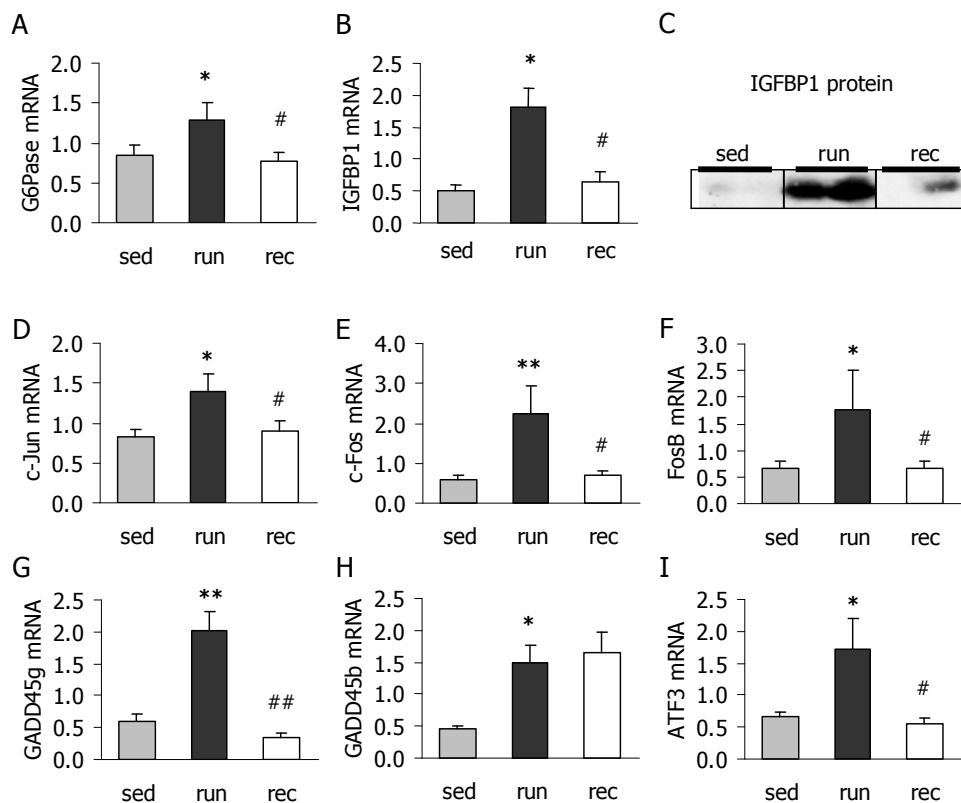 A
G6Pase mRNA
2.0
1.5
1.0
0.5
0.0
*
#
sed run rec
B
IGFBP1 mRNA
2.5
2.0
1.5
1.0
0.5
0.0
*
#
sed run rec
C
IGFBP1 protein
sed run rec
D
c-Jun mRNA
2.0
1.5
1.0
0.5
0.0
*
#
sed run rec
E
c-Fos mRNA
4.0
3.0
2.0
1.0
0.0
**
#
sed run rec
F
FosB mRNA
3.0
2.5
2.0
1.5
1.0
0.5
0.0
*
#
sed run rec
G
GADD45g mRNA
2.5
2.0
1.5
1.0
0.5
0.0
**
##
sed run rec
H
GADD45b mRNA
2.5
2.0
1.5
1.0
0.5
0.0
*
sed run rec
I
ATF3 mRNA
2.5
2.0
1.5
1.0
0.5
0.0
*
#
sed run rec